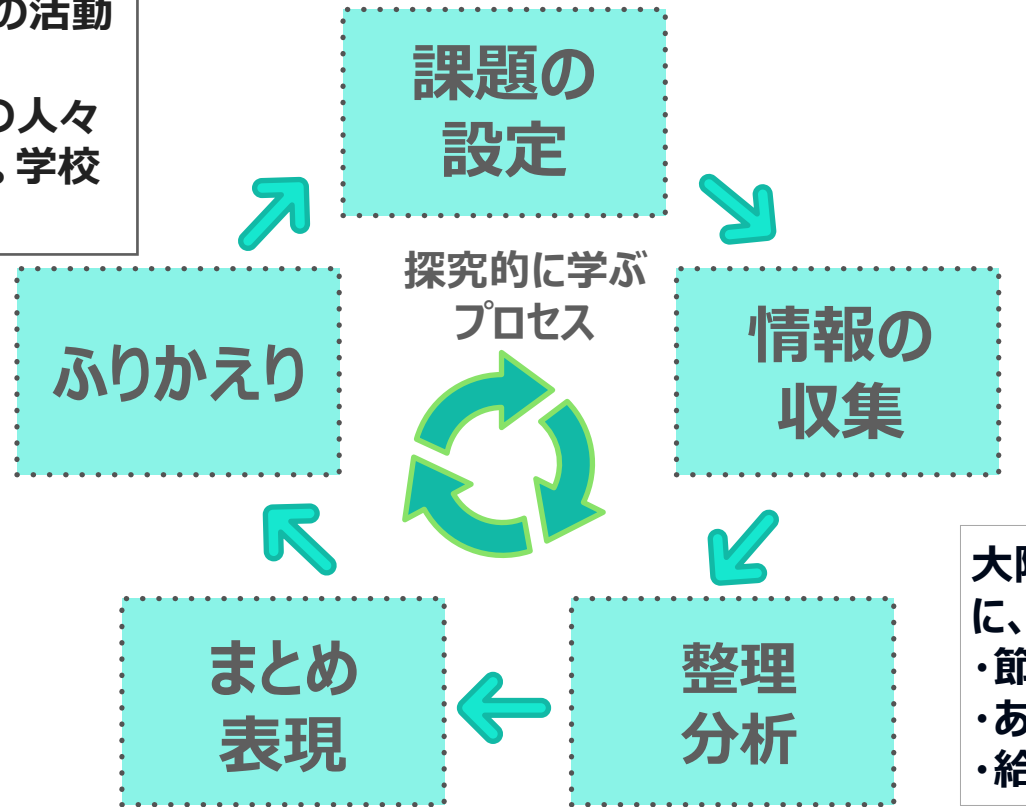 の活動
の人々
。学校
課題の
設定
探究的に学ぶ
プロセス
ふりかえり
情報の
収集
まとめ
表現
整理
分析
大阪
に、
・節
・あ
・給